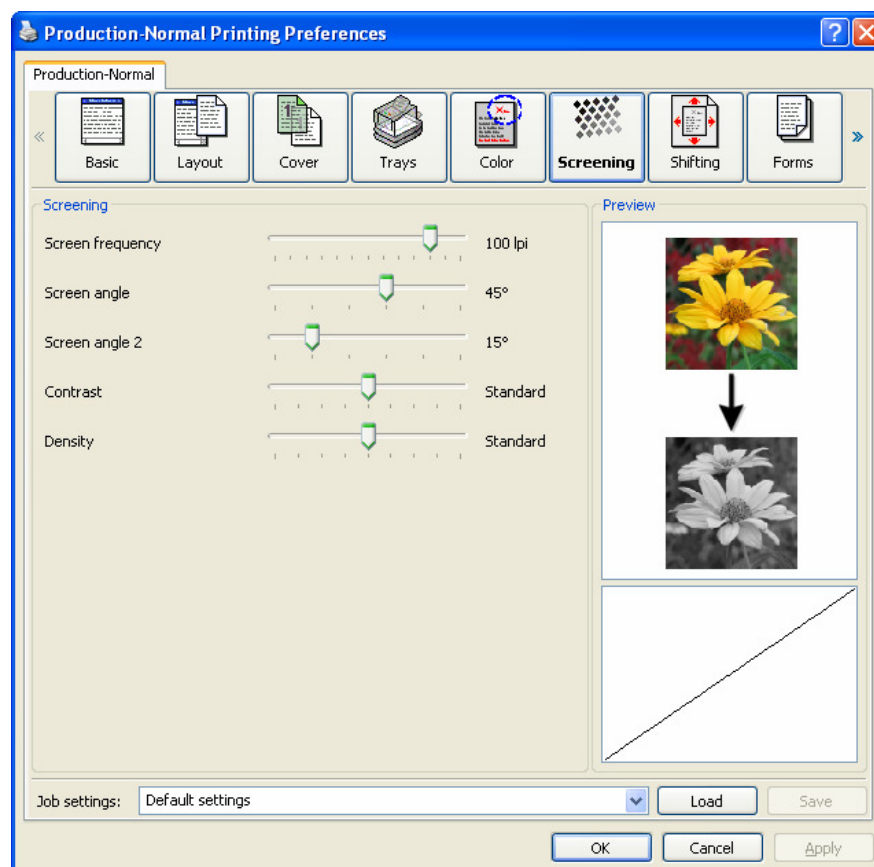 Production-Normal Printing Preferences
Production-Normal
« Basic Layout Cover Trays Color Screening Shifting Forms »
Screening
Preview
Screen frequency 100 lpi
Screen angle 45°
Screen angle 2 15°
Contrast Standard
Density Standard
Job settings: Default settings Load Save
OK Cancel Apply